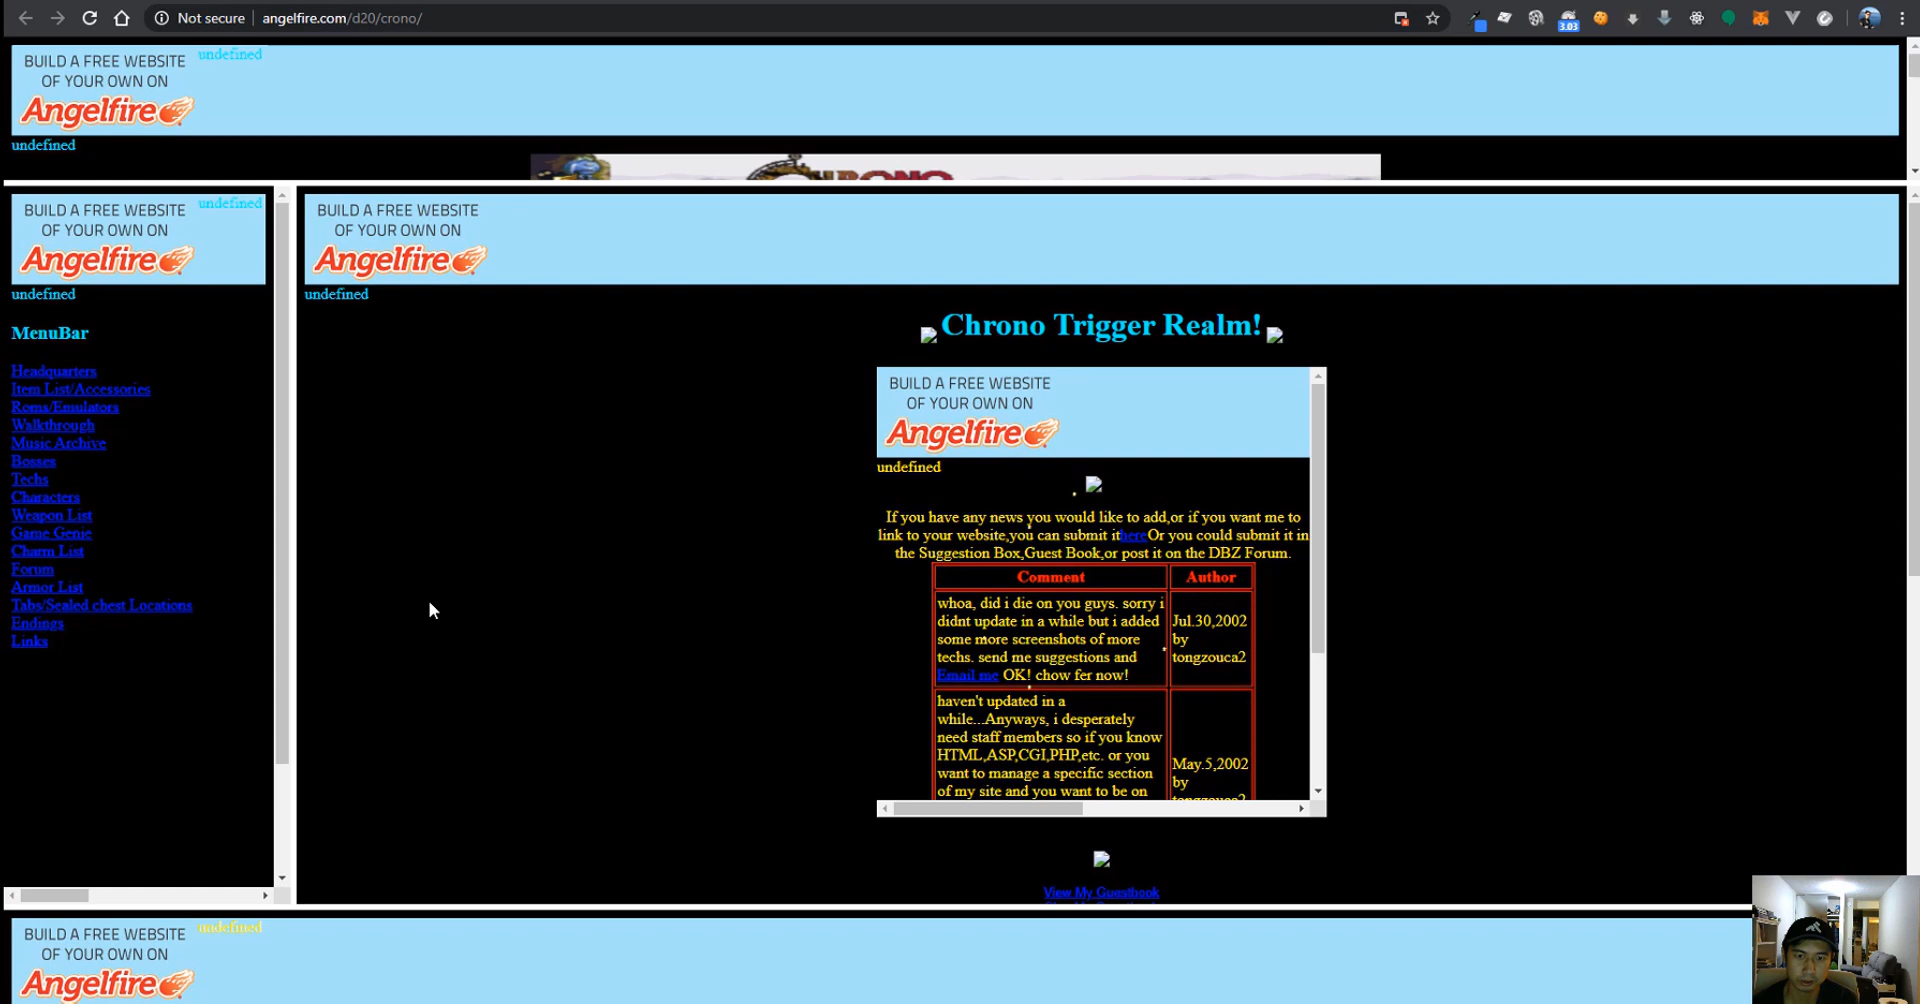 Not secure
angelfire.com/d20/crono/
3.03
BUILD A FREE WEBSITE
OF YOUR OWN ON
Angelfire
undefined
undefined
CHRONO
BUILD A FREE WEBSITE
OF YOUR OWN ON
Angelfire
undefined
undefined
MenuBar
Headquarters
Item List/Accessories
Roms/Emulators
Walkthrough
Music Archive
Bosses
Techs
Characters
Weapon List
Game Genie
Charm List
Forum
Armor List
Tabs/Sealed chest Locations
Endings
Links
BUILD A FREE WEBSITE
OF YOUR OWN ON
Angelfire
undefined
Chrono Trigger Realm!
BUILD A FREE WEBSITE
OF YOUR OWN ON
Angelfire
undefined
If you have any news you would like to add,or if you want me to
link to your website,you can submit it here Or you could submit it in
the Suggestion Box,Guest Book,or post it on the DBZ Forum.
Comment
Author
whoa, did i die on you guys. sorry i
didnt update in a while but i added
some more screenshots of more
techs. send me suggestions and
Email me OK! chow fer now!
Jul.30,2002
by
tongzouca2
haven't updated in a
while...Anyways, i desperately
need staff members so if you know
HTML,ASP,CGI,PHP,etc. or you
want to manage a specific section
of my site and you want to be on
May.5,2002
by
tongzouca2
View My Guestbook
BUILD A FREE WEBSITE
OF YOUR OWN ON
Angelfire
undefined